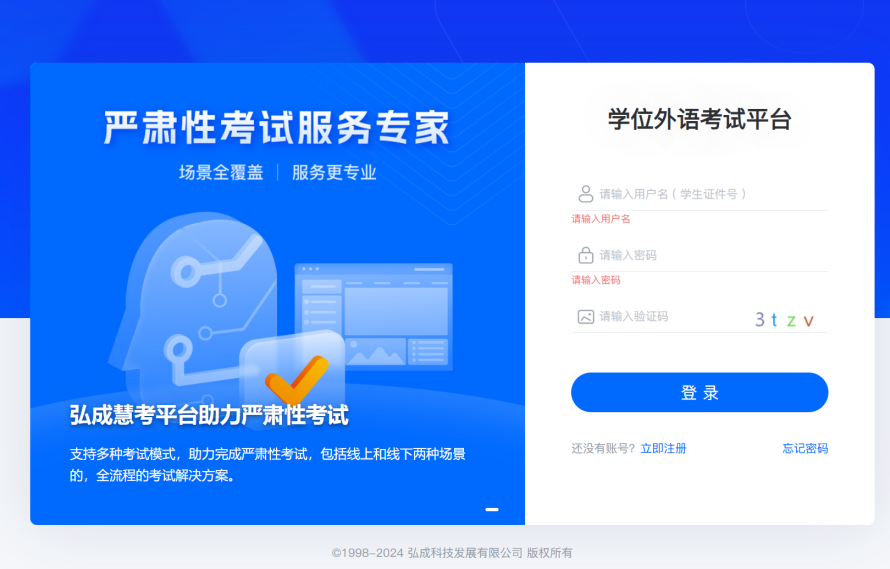 严肃性考试服务专家
场景全覆盖 | 服务更专业
弘成慧考平台助力严肃性考试
支持多种考试模式，助力完成严肃性考试，包括线上和线下两种场景
的，全流程的考试解决方案。
学位外语考试平台
请输入用户名（学生证件号）
请输入用户名
请输入密码
请输入密码
请输入验证码 3tzv
登录
还没有账号？立即注册 忘记密码
©1998-2024 弘成科技发展有限公司 版权所有